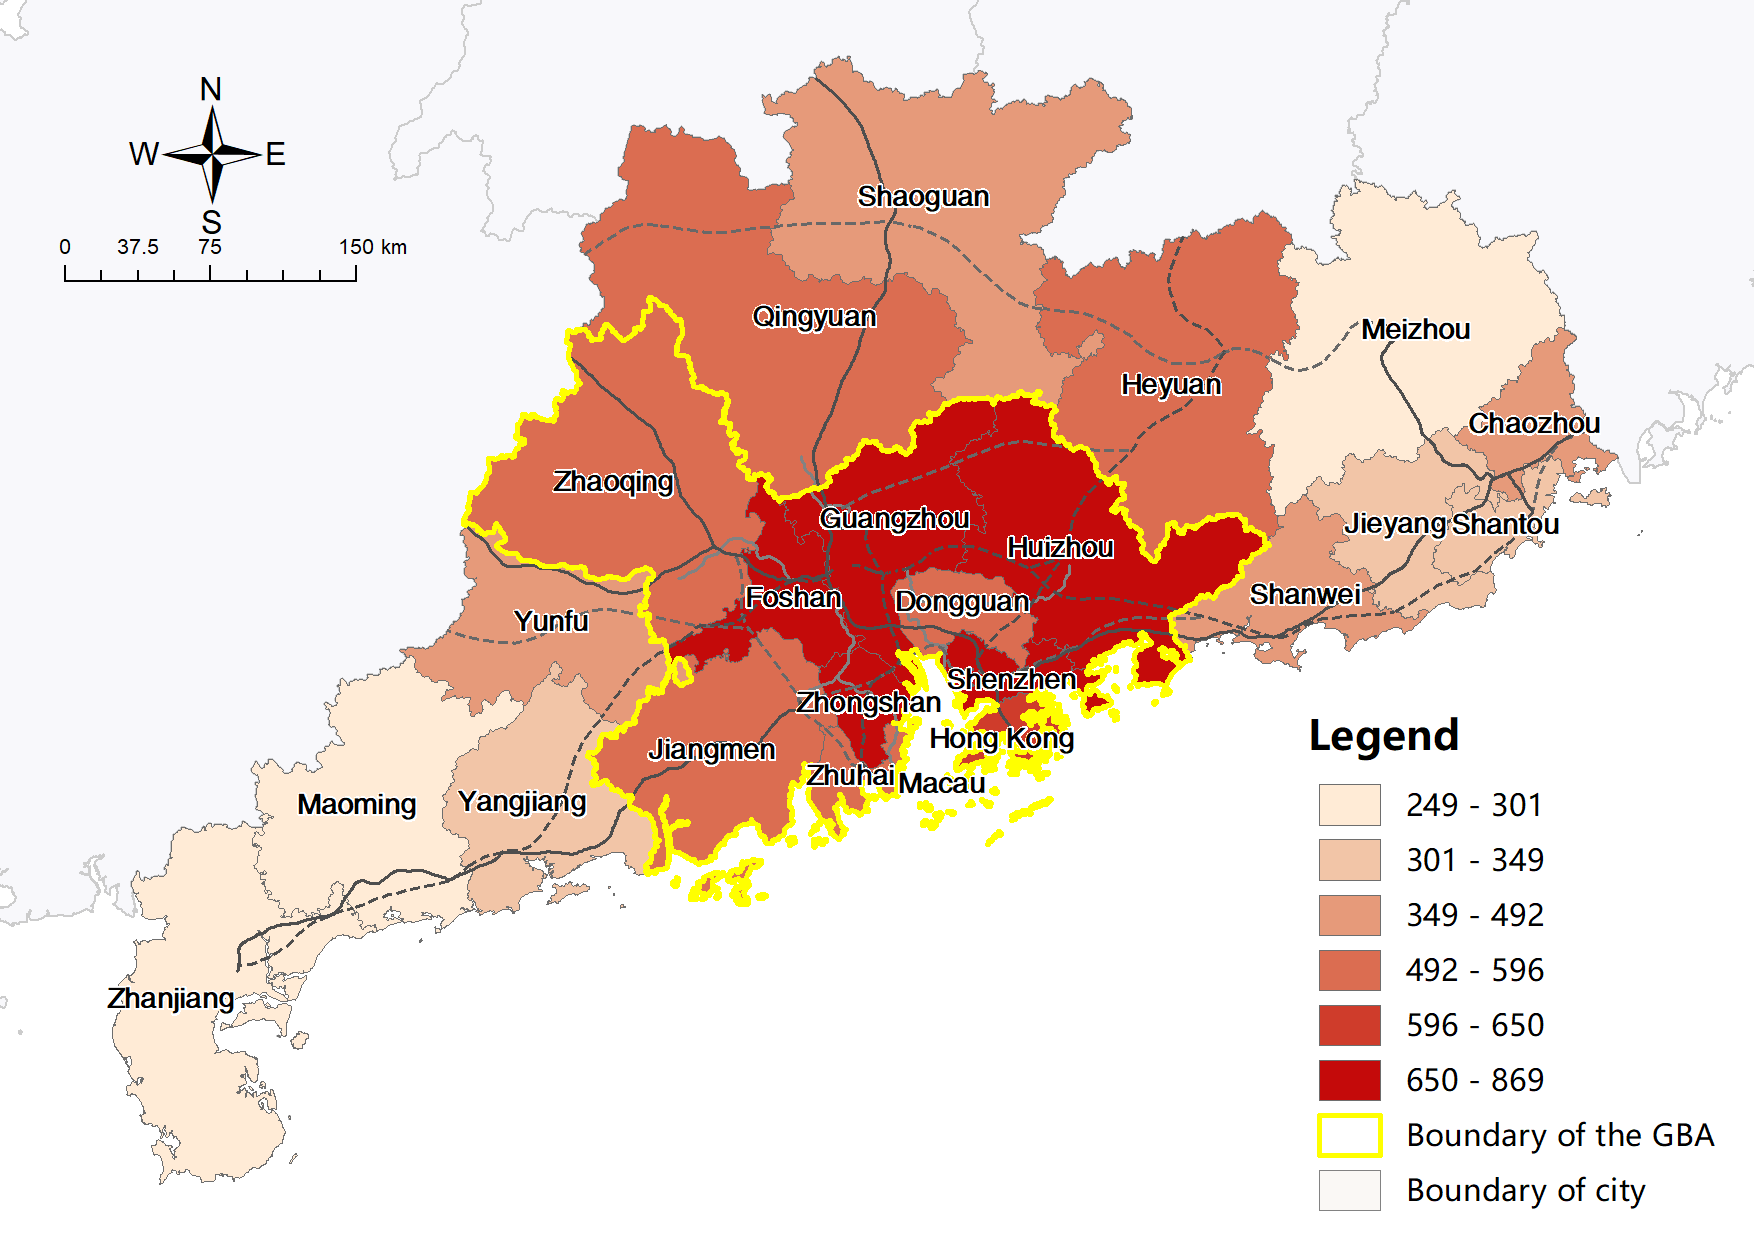 N
W E
S
0 37.5 75 150 km
Shaoguan
Qingyuan
Meizhou
Heyuan
Chaozhou
Zhaoqing
Guangzhou
Jieyang Shantou
Huizhou
Foshan
Dongguan
Shanwei
Yunfu
Shenzhen
Zhongshan
Hong Kong
Jiangmen
Zhuhai
Macau
Maoming
Yangjiang
Zhanjiang
Legend
249 - 301
301 - 349
349 - 492
492 - 596
596 - 650
650 - 869
Boundary of the GBA
Boundary of city